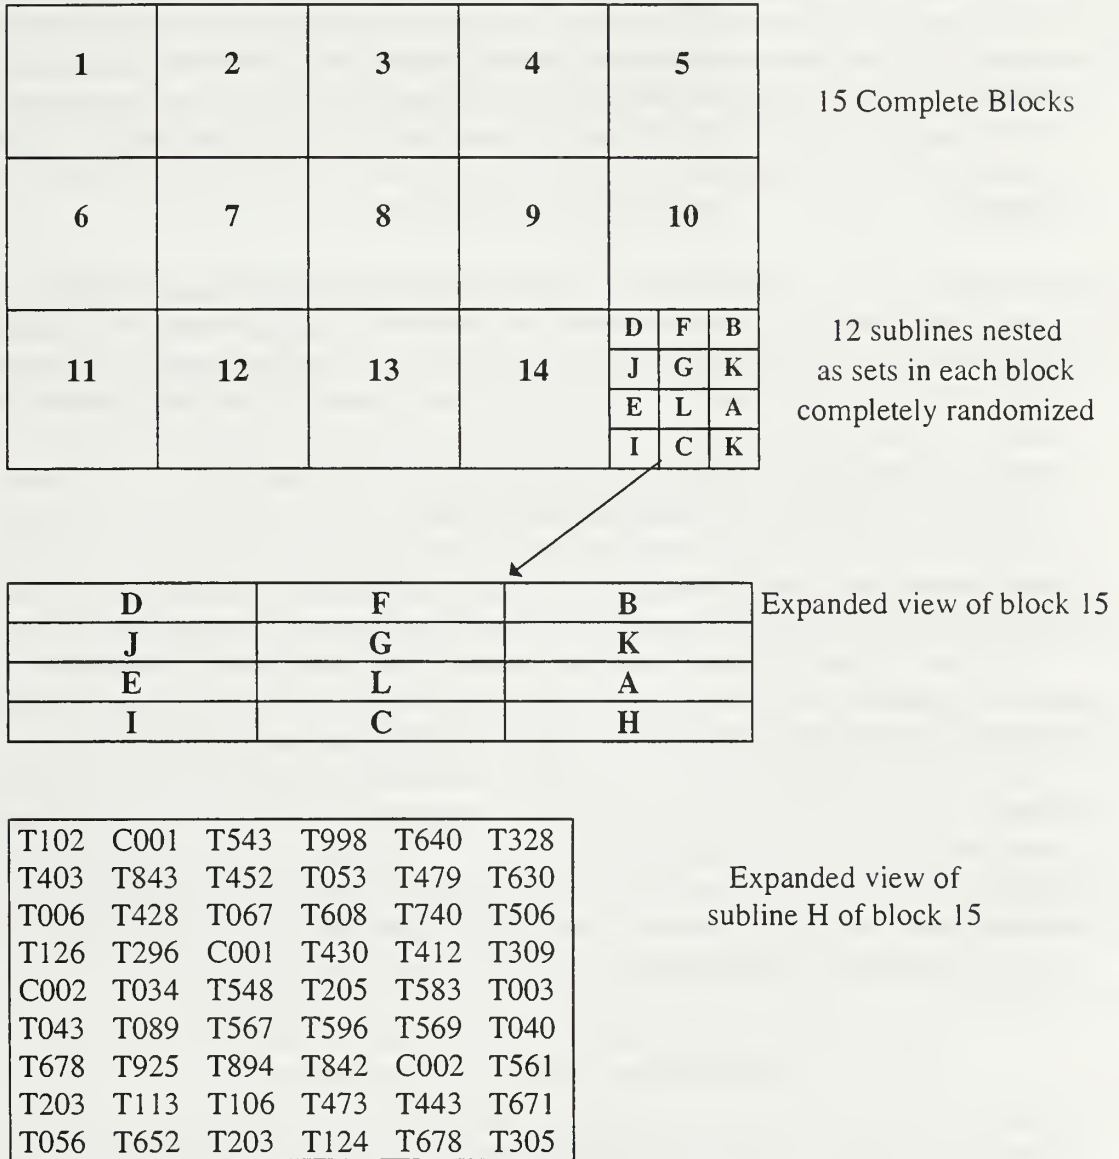 1 2 3 4 5
15 Complete Blocks
6 7 8 9 10
11 12 13 14
D F B
J G K
E L A
I C K
12 sublines nested
as sets in each block
completely randomized
D F B
J G K
E L A
I C H
Expanded view of block 15
T102 C001 T543 T998 T640 T328
T403 T843 T452 T053 T479 T630
T006 T428 T067 T608 T740 T506
T126 T296 C001 T430 T412 T309
C002 T034 T548 T205 T583 T003
T043 T089 T567 T596 T569 T040
T678 T925 T894 T842 C002 T561
T203 T113 T106 T473 T443 T671
T056 T652 T203 T124 T678 T305
Expanded view of
subline H of block 15